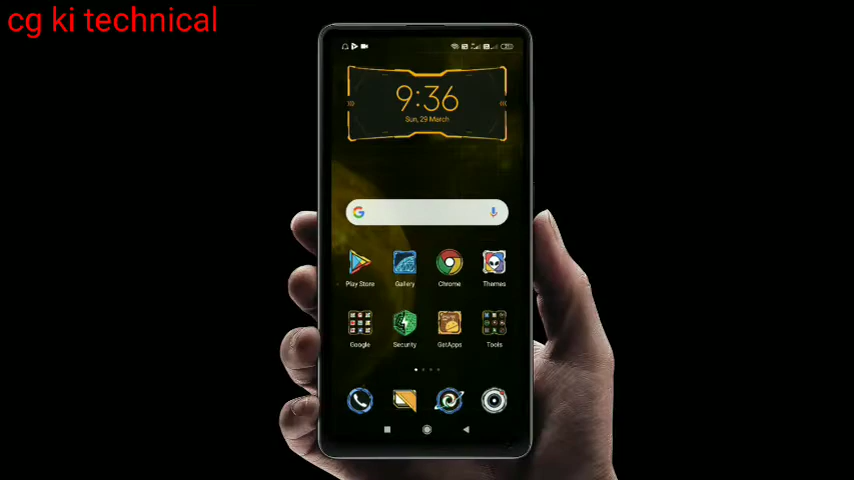 cg ki technical
9:36
Sun, 29 March
Play Store
Gallery
Chrome
Themes
Google
Security
GetApps
Tools